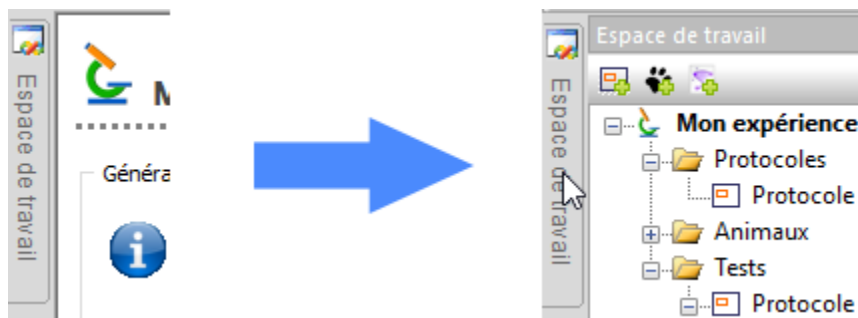 Espace de travail
M
Généra
Espace de travail
Espace de travail
Mon expérience
Protocoles
Protocole
Animaux
Tests
Protocole